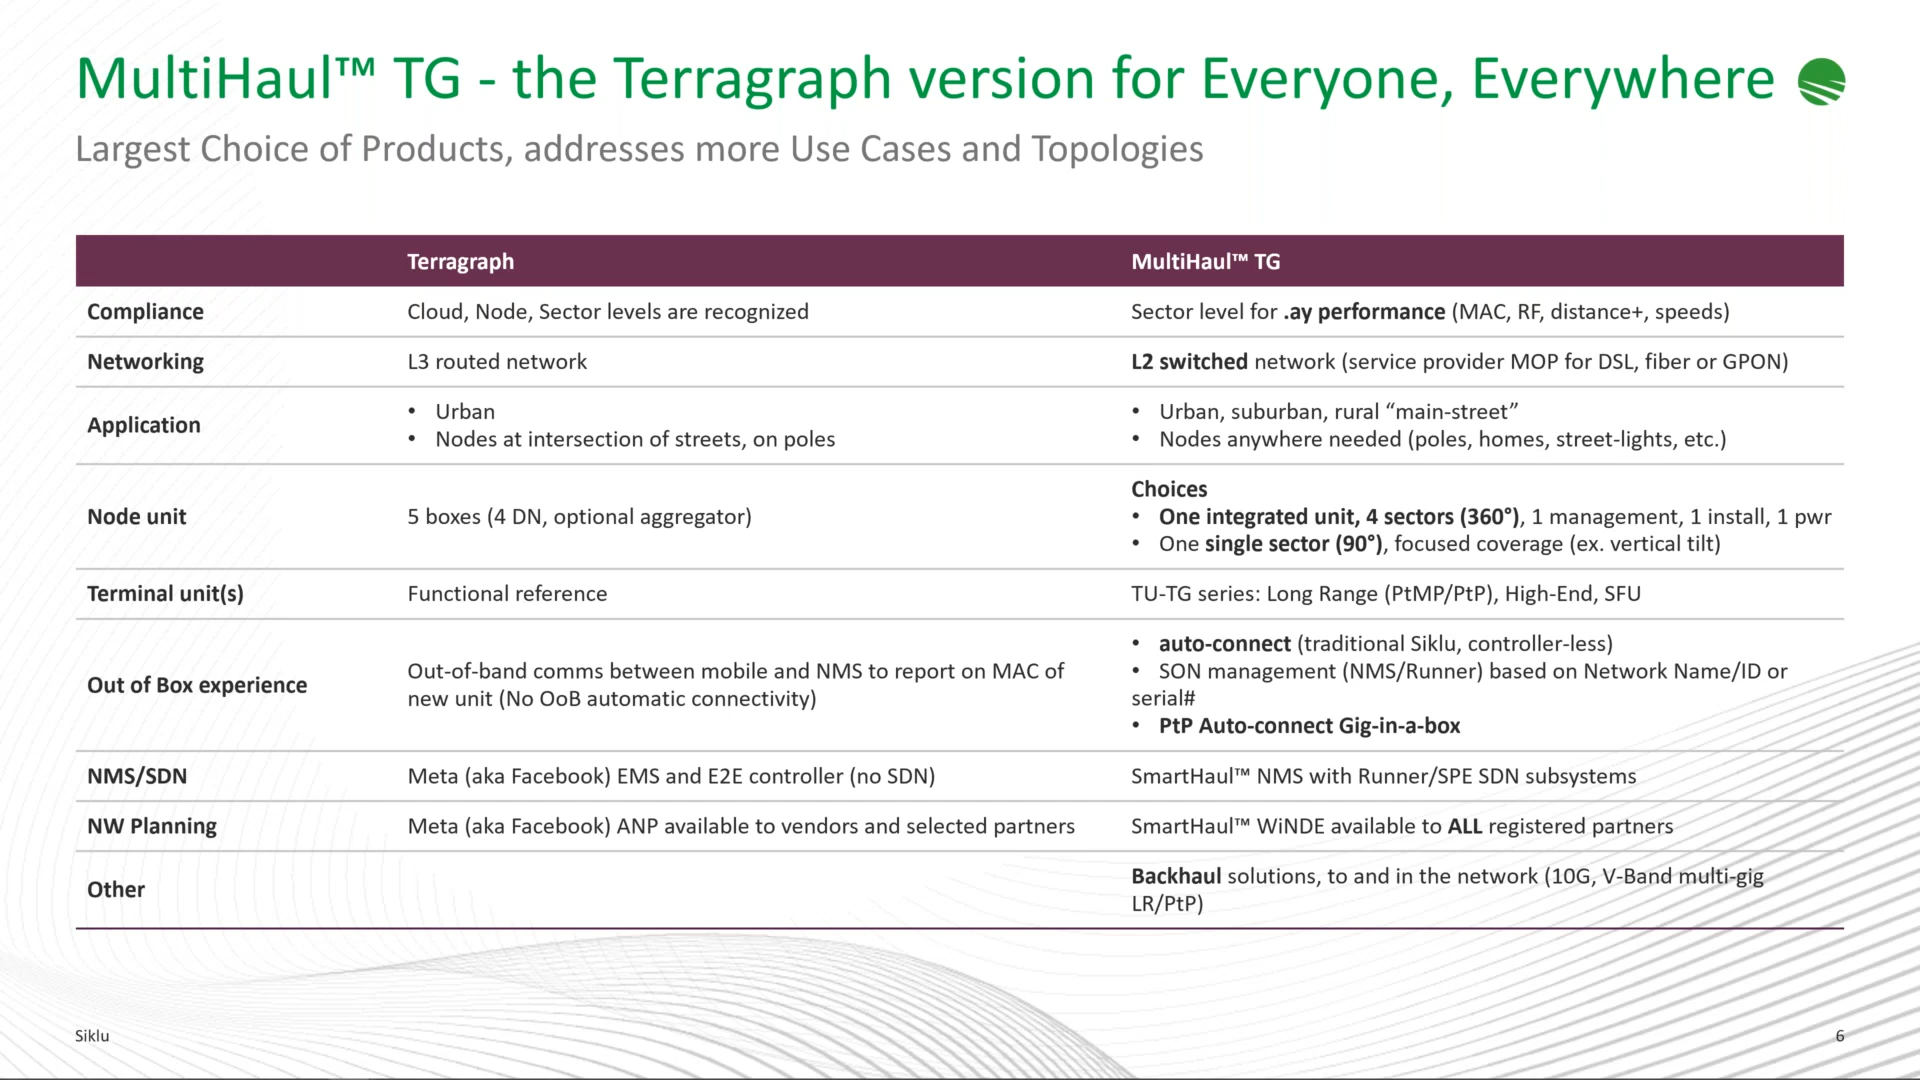 MultiHaul™ TG - the Terragraph version for Everyone, Everywhere
Largest Choice of Products, addresses more Use Cases and Topologies
Terragraph
MultiHaul™ TG
Compliance
Cloud, Node, Sector levels are recognized
Sector level for .ay performance (MAC, RF, distance+, speeds)
Networking
L3 routed network
L2 switched network (service provider MOP for DSL, fiber or GPON)
Application
• Urban
• Nodes at intersection of streets, on poles
• Urban, suburban, rural “main-street”
• Nodes anywhere needed (poles, homes, street-lights, etc.)
Node unit
5 boxes (4 DN, optional aggregator)
Choices
• One integrated unit, 4 sectors (360°), 1 management, 1 install, 1 pwr
• One single sector (90°), focused coverage (ex. vertical tilt)
Terminal unit(s)
Functional reference
TU-TG series: Long Range (PtMP/PtP), High-End, SFU
Out of Box experience
Out-of-band comms between mobile and NMS to report on MAC of
new unit (No OoB automatic connectivity)
• auto-connect (traditional Siklu, controller-less)
• SON management (NMS/Runner) based on Network Name/ID or
serial#
• PtP Auto-connect Gig-in-a-box
NMS/SDN
Meta (aka Facebook) EMS and E2E controller (no SDN)
SmartHaul™ NMS with Runner/SPE SDN subsystems
NW Planning
Meta (aka Facebook) ANP available to vendors and selected partners
SmartHaul™ WiNDE available to ALL registered partners
Other
Backhaul solutions, to and in the network (10G, V-Band multi-gig
LR/PtP)
Siklu
6